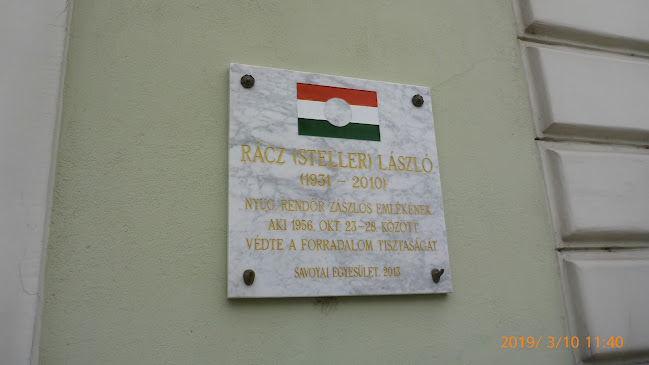 RÁCZ (STELLER) LÁSZLÓ
(1931 – 2010)
NYUG. RENDŐR ZÁSZLÓS EMLÉKÉNEK
AKI 1956. OKT 23-28. KÖZÖTT
VÉDTE A FORRADALOM TISZTASÁGÁT
SAVOYAI EGYESÜLET, 2013
2019/ 3/10 11:40